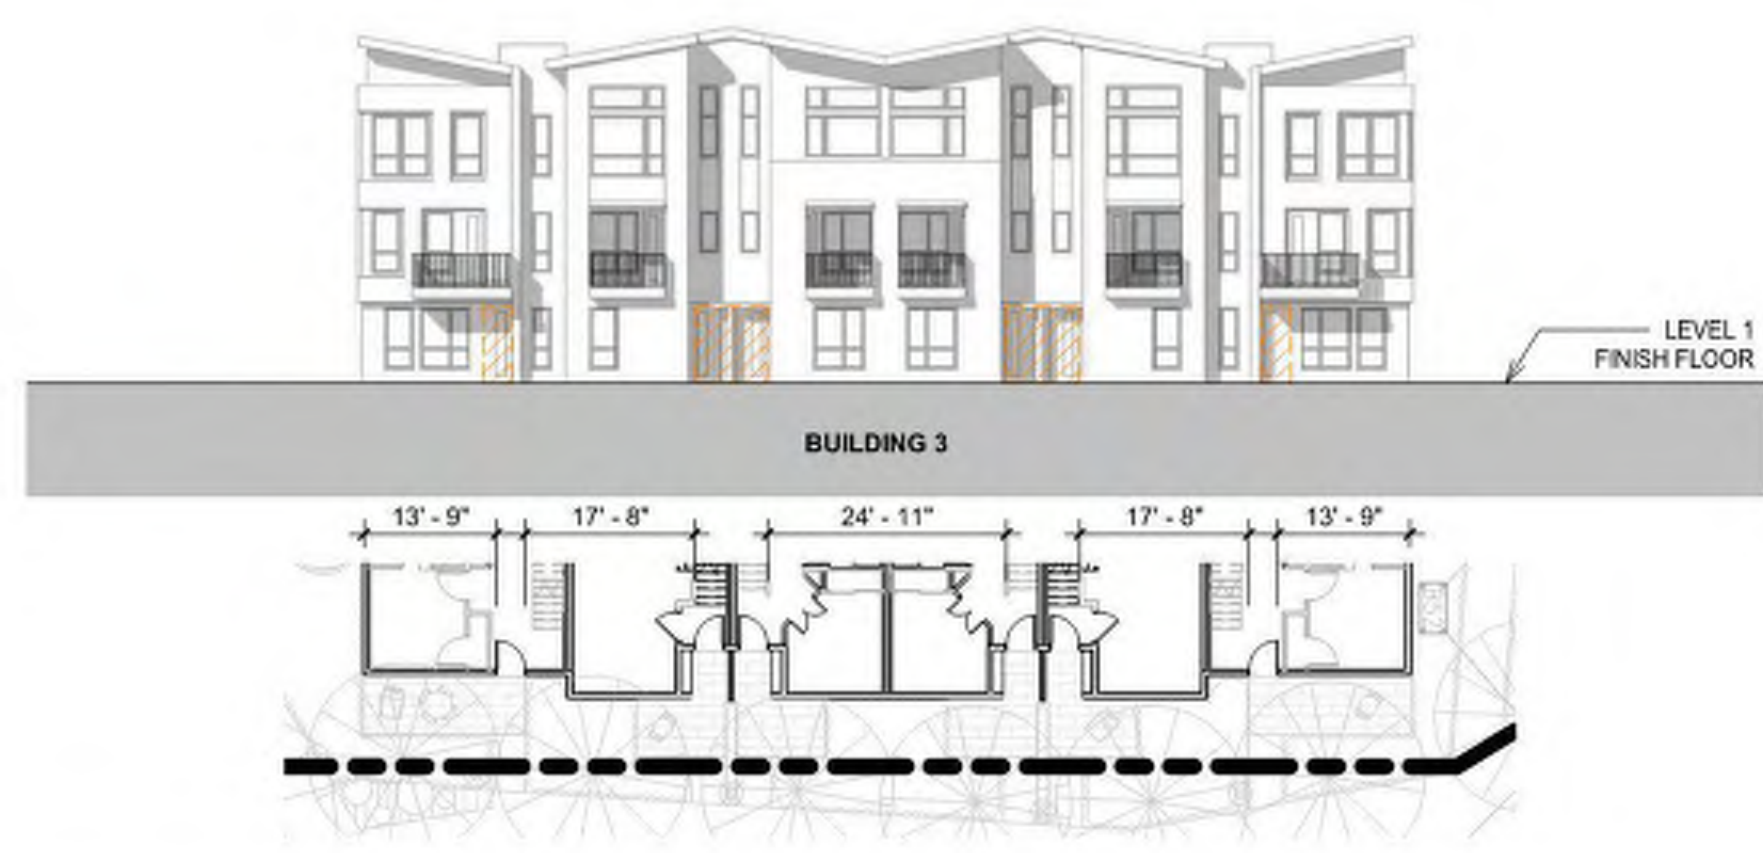 LEVEL 1
FINISH FLOOR
BUILDING 3
13' - 9" 17' - 8" 24' - 11" 17' - 8" 13' - 9"